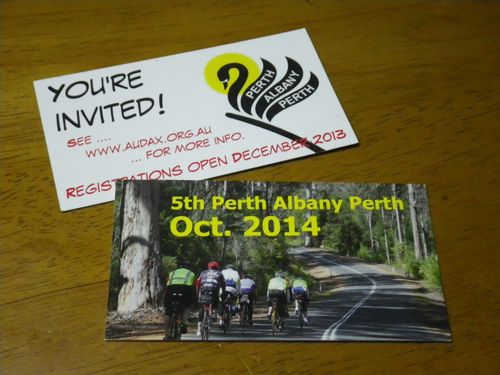 YOU'RE
INVITED!
PERTH
ALBANY
PERTH
SEE ....
WWW.AUDAX.ORG.AU
... FOR MORE INFO.
REGISTRATIONS OPEN DECEMBER 2013
5th Perth Albany Perth
Oct. 2014